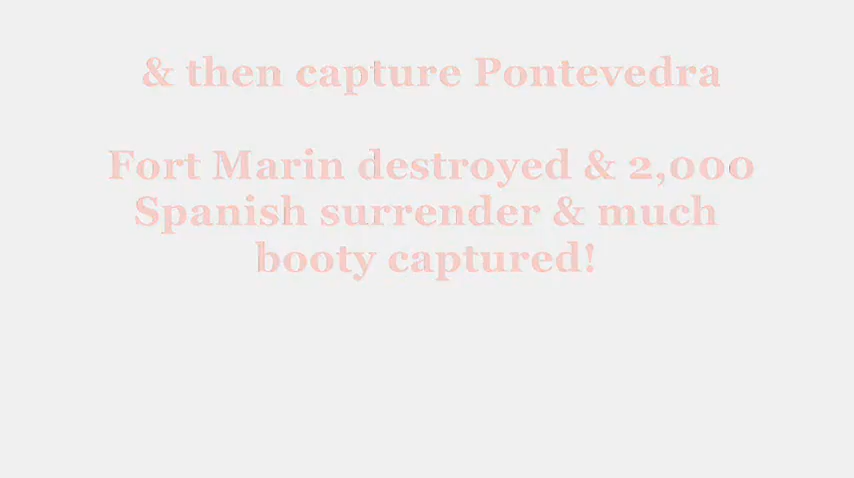 & then capture Pontevedra
Fort Marin destroyed & 2,000
Spanish surrender & much
booty captured!